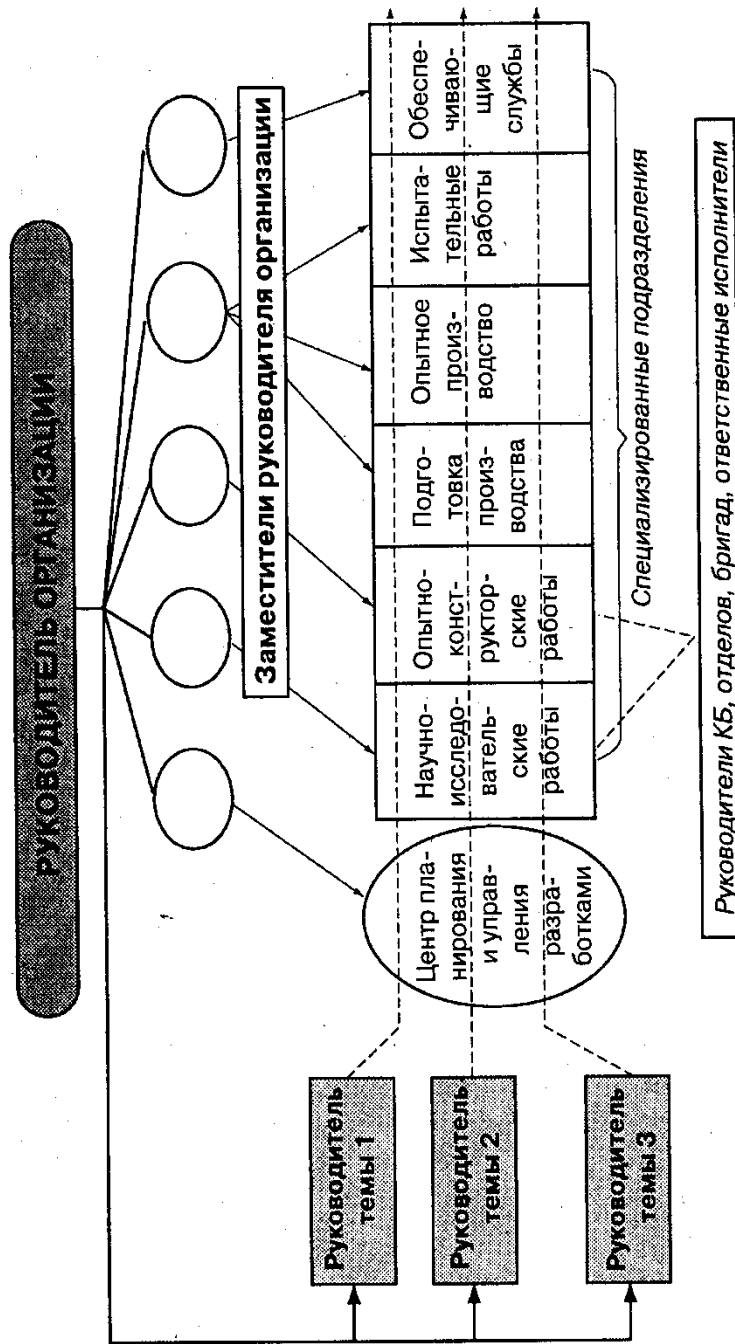 РУКОВОДИТЕЛЬ ОРГАНИЗАЦИИ
Заместители руководителя организации
Руководитель
темы 1
Руководитель
темы 2
Руководитель
темы 3
Центр пла-
нирования
и управ-
ления
разра-
ботками
Научно-
исследо-
ватель-
ские
работы
Опытно-
конст-
руктор-
ские
работы
Подго-
товка
произ-
водства
Опытное
произ-
водство
Испыта-
тельные
работы
Обеспе-
чиваю-
щие
службы
Специализированные подразделения
Руководители КБ, отделов, бригад, ответственные исполнители